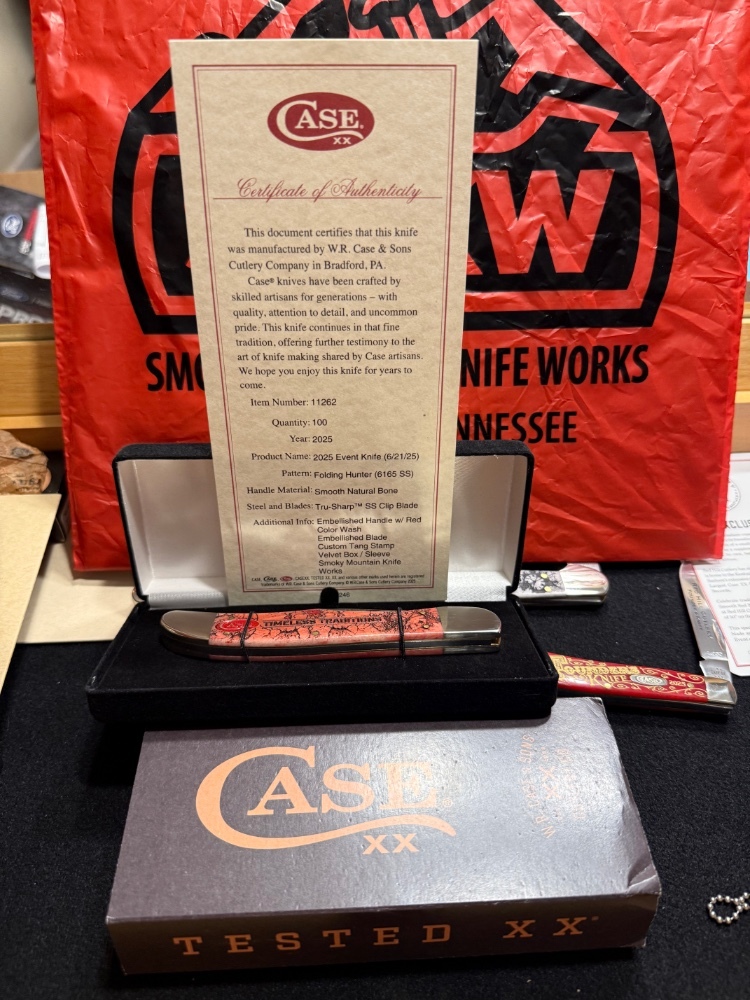 CASE
XX
Certificate of Authenticity
This document certifies that this knife
was manufactured by W.R. Case & Sons
Cutlery Company in Bradford, PA.
Case® knives have been crafted by
skilled artisans for generations – with
quality, attention to detail, and uncommon
pride. This knife continues in that fine
tradition, offering further testimony to the
art of knife making shared by Case artisans.
We hope you enjoy this knife for years to
come.
Item Number: 11262
Quantity: 100
Year: 2025
Product Name: 2025 Event Knife (6/21/25)
Pattern: Folding Hunter (6165 SS)
Handle Material: Smooth Natural Bone
Steel and Blades: Tru-Sharp™ SS Clip Blade
Additional Info: Embellished Handle w/ Red
Color Wash
Embellished Blade
Custom Tang Stamp
Velvet Box / Sleeve
Smoky Mountain Knife
Works
W
SMO
NIFE WORKS
NNESSEE
TIMELESS TRADITIONS
KNIFE
CASE
XX
TESTED XX